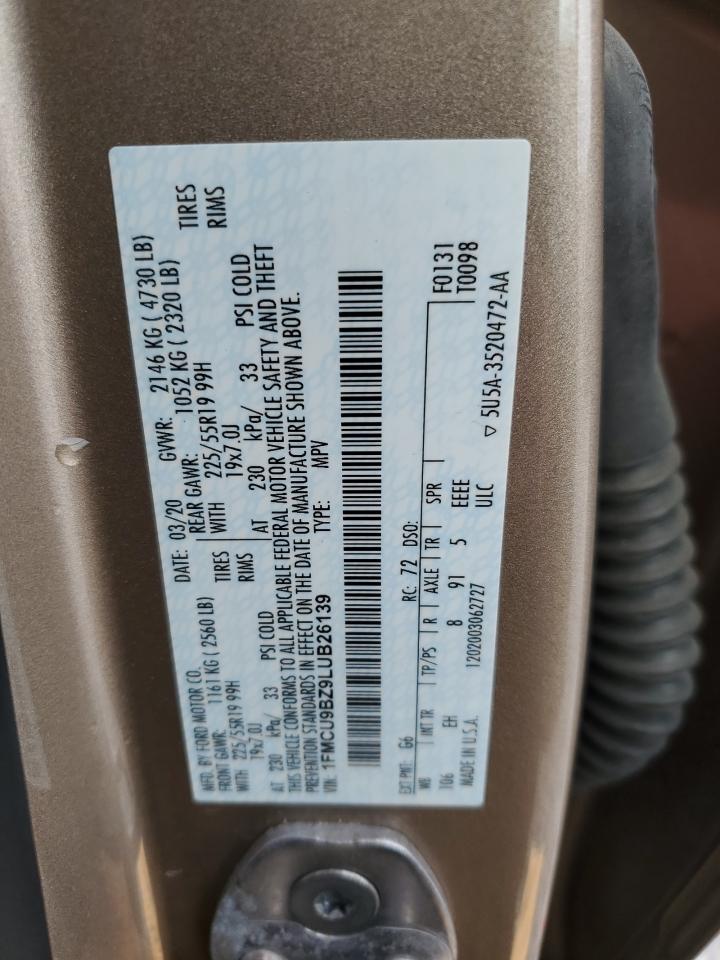 MFD. BY FORD MOTOR CO.
DATE: 03/20 GVWR: 2146 KG ( 4730 LB)
FRONT GAWR: 1161 KG ( 2560 LB) REAR GAWR: 1052 KG ( 2320 LB)
WITH 225/55R19 99H TIRES WITH 225/55R19 99H TIRES
19x7.0J RIMS 19x7.0J RIMS
AT 230 kPa/ 33 PSI COLD AT 230 kPa/ 33 PSI COLD
THIS VEHICLE CONFORMS TO ALL APPLICABLE FEDERAL MOTOR VEHICLE SAFETY AND THEFT
PREVENTION STANDARDS IN EFFECT ON THE DATE OF MANUFACTURE SHOWN ABOVE.
VIN: 1FMCU9BZ9LUB26139 TYPE: MPV
EXT PNT: G6 RC: 72 DSO: F0131
T0098
WB INT TR TP/PS R AXLE TR SPR
106 EH 8 91 5 EEEE
ULC
MADE IN U.S.A. 1202003062727
▽ 5U5A-3520472-AA